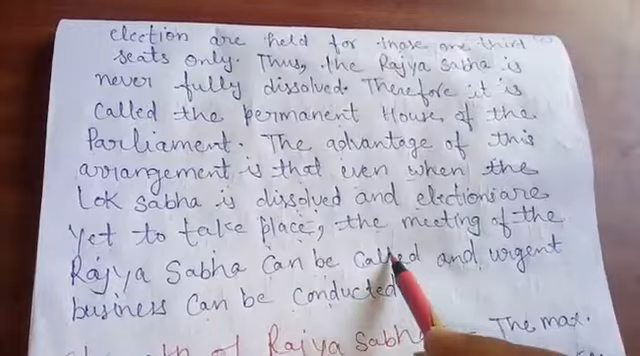 election are held for those one third
seats only. Thus, the Rajya Sabha is
never fully dissolved. Therefore it is
called the permanent House of the
Parliament. The advantage of this
arrangement is that even when the
Lok Sabha is dissolved and elections are
yet to take place, the meeting of the
Rajya Sabha can be called and urgent
business can be conducted
of Rajya Sabha - The max.